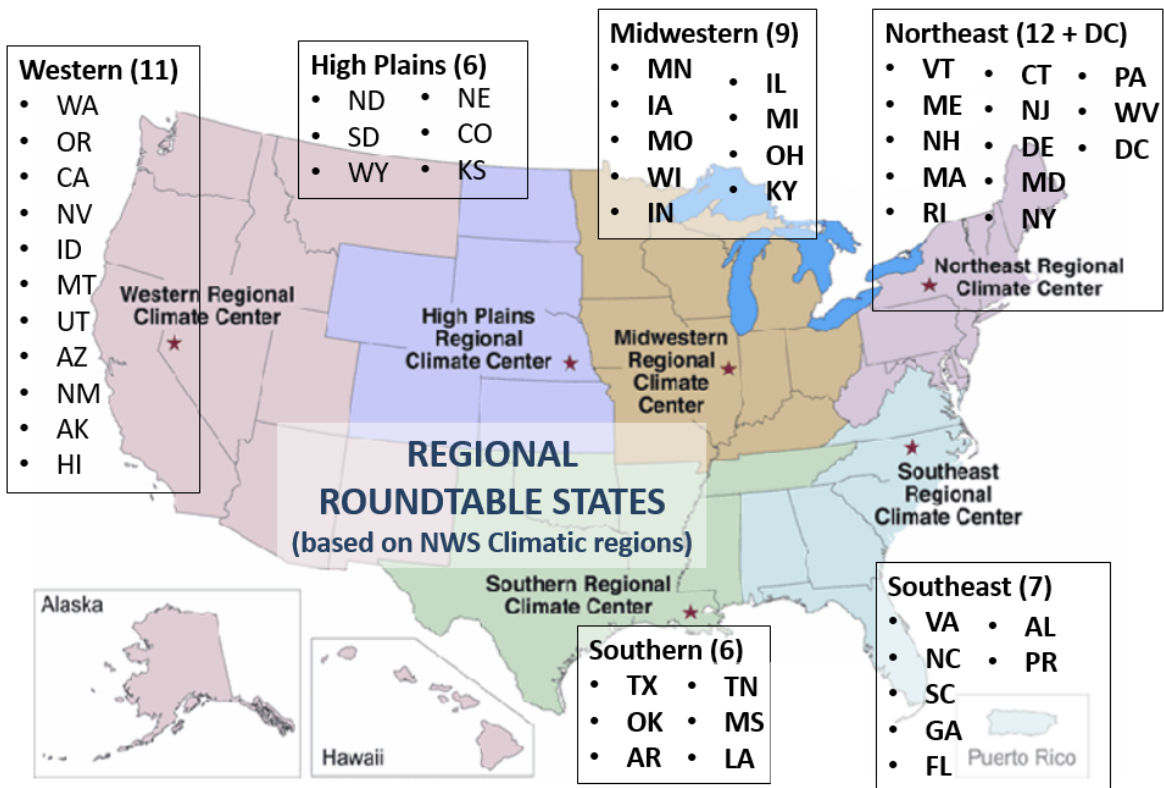 Western (11)
• WA
• OR
• CA
• NV
• ID
• MT
• UT
• AZ
• NM
• AK
• HI
High Plains (6)
• ND
• SD
• WY
• NE
• CO
• KS
Midwestern (9)
• MN
• IA
• MO
• WI
• IN
• IL
• MI
• OH
• KY
Northeast (12 + DC)
• VT
• ME
• NH
• MA
• RI
• CT
• NJ
• DE
• MD
• NY
• PA
• WV
• DC
Western Regional
Climate Center
High Plains
Regional
Climate Center
Midwestern
Regional
Climate
Center
Northeast Regional
Climate Center
REGIONAL
ROUNDTABLE STATES
(based on NWS Climatic regions)
Southeast
Regional
Climate Center
Southern Regional
Climate Center
Alaska
Hawaii
Southern (6)
• TX
• OK
• AR
• TN
• MS
• LA
Southeast (7)
• VA
• NC
• SC
• GA
• FL
• AL
• PR
Puerto Rico